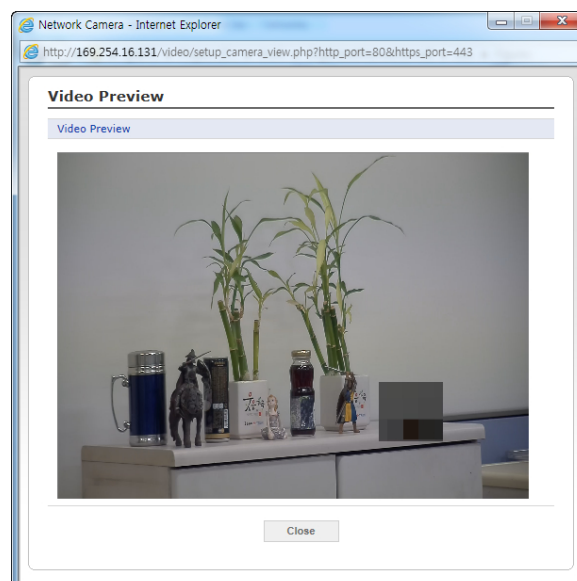 Network Camera - Internet Explorer
http://169.254.16.131/video/setup_camera_view.php?http_port=80&https_port=443
Video Preview
Video Preview
Close